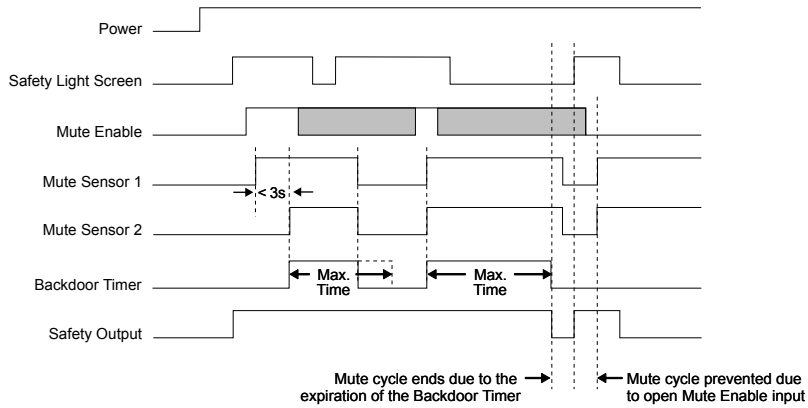 Power
Safety Light Screen
Mute Enable
Mute Sensor 1
< 3s
Mute Sensor 2
Backdoor Timer
Max.
Time
Max.
Time
Safety Output
Mute cycle ends due to the
expiration of the Backdoor Timer
Mute cycle prevented due
to open Mute Enable input